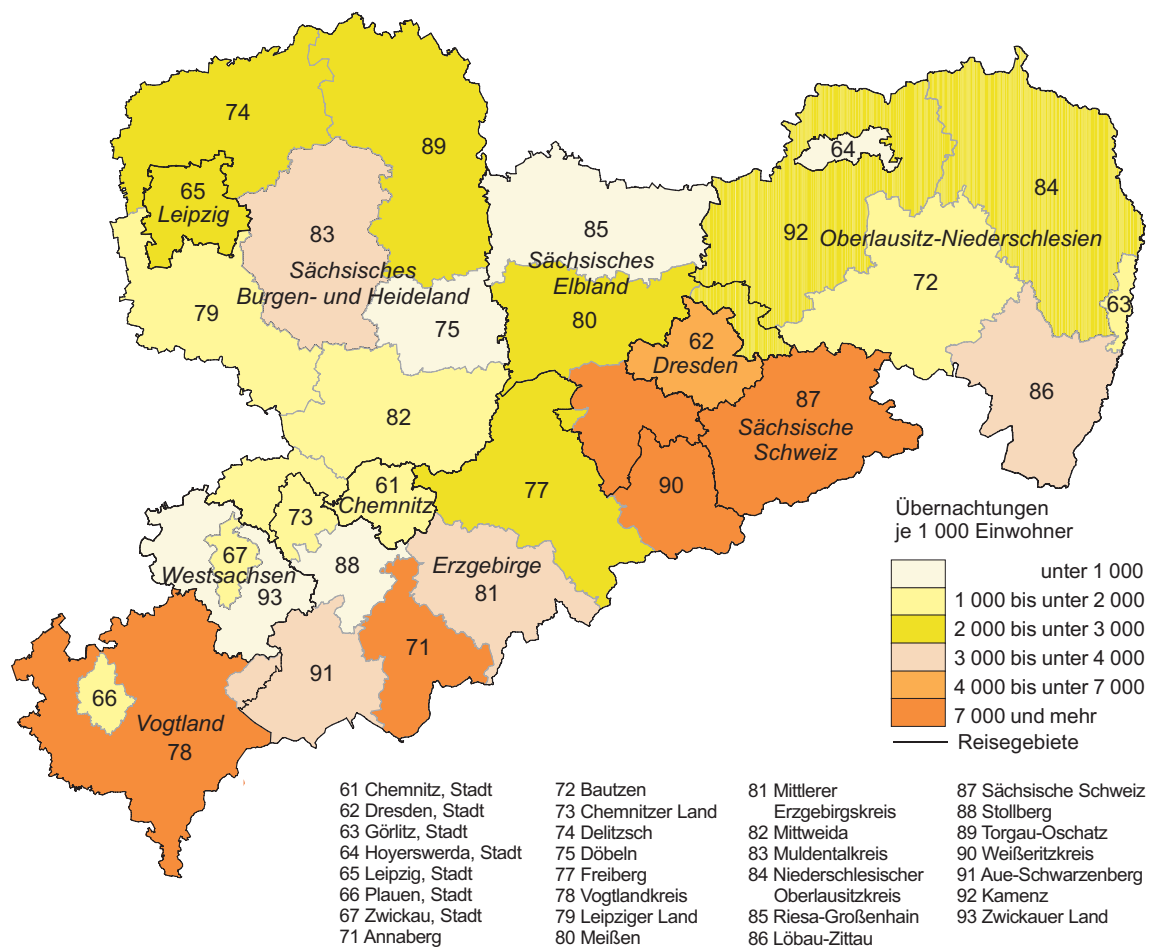 74
89
64
65
Leipzig
84
83
85
92
Oberlausitz-Niederschlesien
Sächsisches
Burgen- und Heideland
Sächsisches
Elbland
72
79
75
80
63
62
Dresden
86
82
87
Sächsische
Schweiz
61
Chemnitz
77
90
73
67
Westsachsen
93
88
Erzgebirge
81
71
91
66
Vogtland
78
Übernachtungen
je 1 000 Einwohner
unter 1 000
1 000 bis unter 2 000
2 000 bis unter 3 000
3 000 bis unter 4 000
4 000 bis unter 7 000
7 000 und mehr
Reisegebiete
61 Chemnitz, Stadt
62 Dresden, Stadt
63 Görlitz, Stadt
64 Hoyerswerda, Stadt
65 Leipzig, Stadt
66 Plauen, Stadt
67 Zwickau, Stadt
71 Annaberg
72 Bautzen
73 Chemnitzer Land
74 Delitzsch
75 Döbeln
77 Freiberg
78 Vogtlandkreis
79 Leipziger Land
80 Meißen
81 Mittlerer
Erzgebirgskreis
82 Mittweida
83 Muldentalkreis
84 Niederschlesischer
Oberlausitzkreis
85 Riesa-Großenhain
86 Löbau-Zittau
87 Sächsische Schweiz
88 Stollberg
89 Torgau-Oschatz
90 Weißeritzkreis
91 Aue-Schwarzenberg
92 Kamenz
93 Zwickauer Land